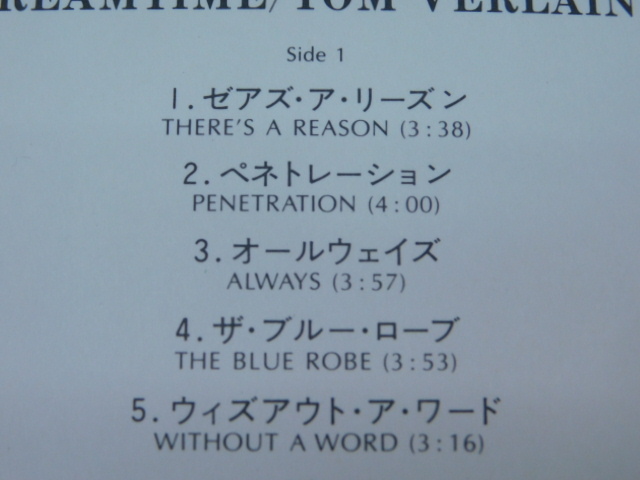 REAMTIME/TOM VERLAIN
Side 1
1.ゼアズ・ア・リーズン
THERE'S A REASON (3:38)
2.ペネトレーション
PENETRATION (4:00)
3.オールウェイズ
ALWAYS (3:57)
4.ザ・ブルー・ローブ
THE BLUE ROBE (3:53)
5.ウィズアウト・ア・ワード
WITHOUT A WORD (3:16)